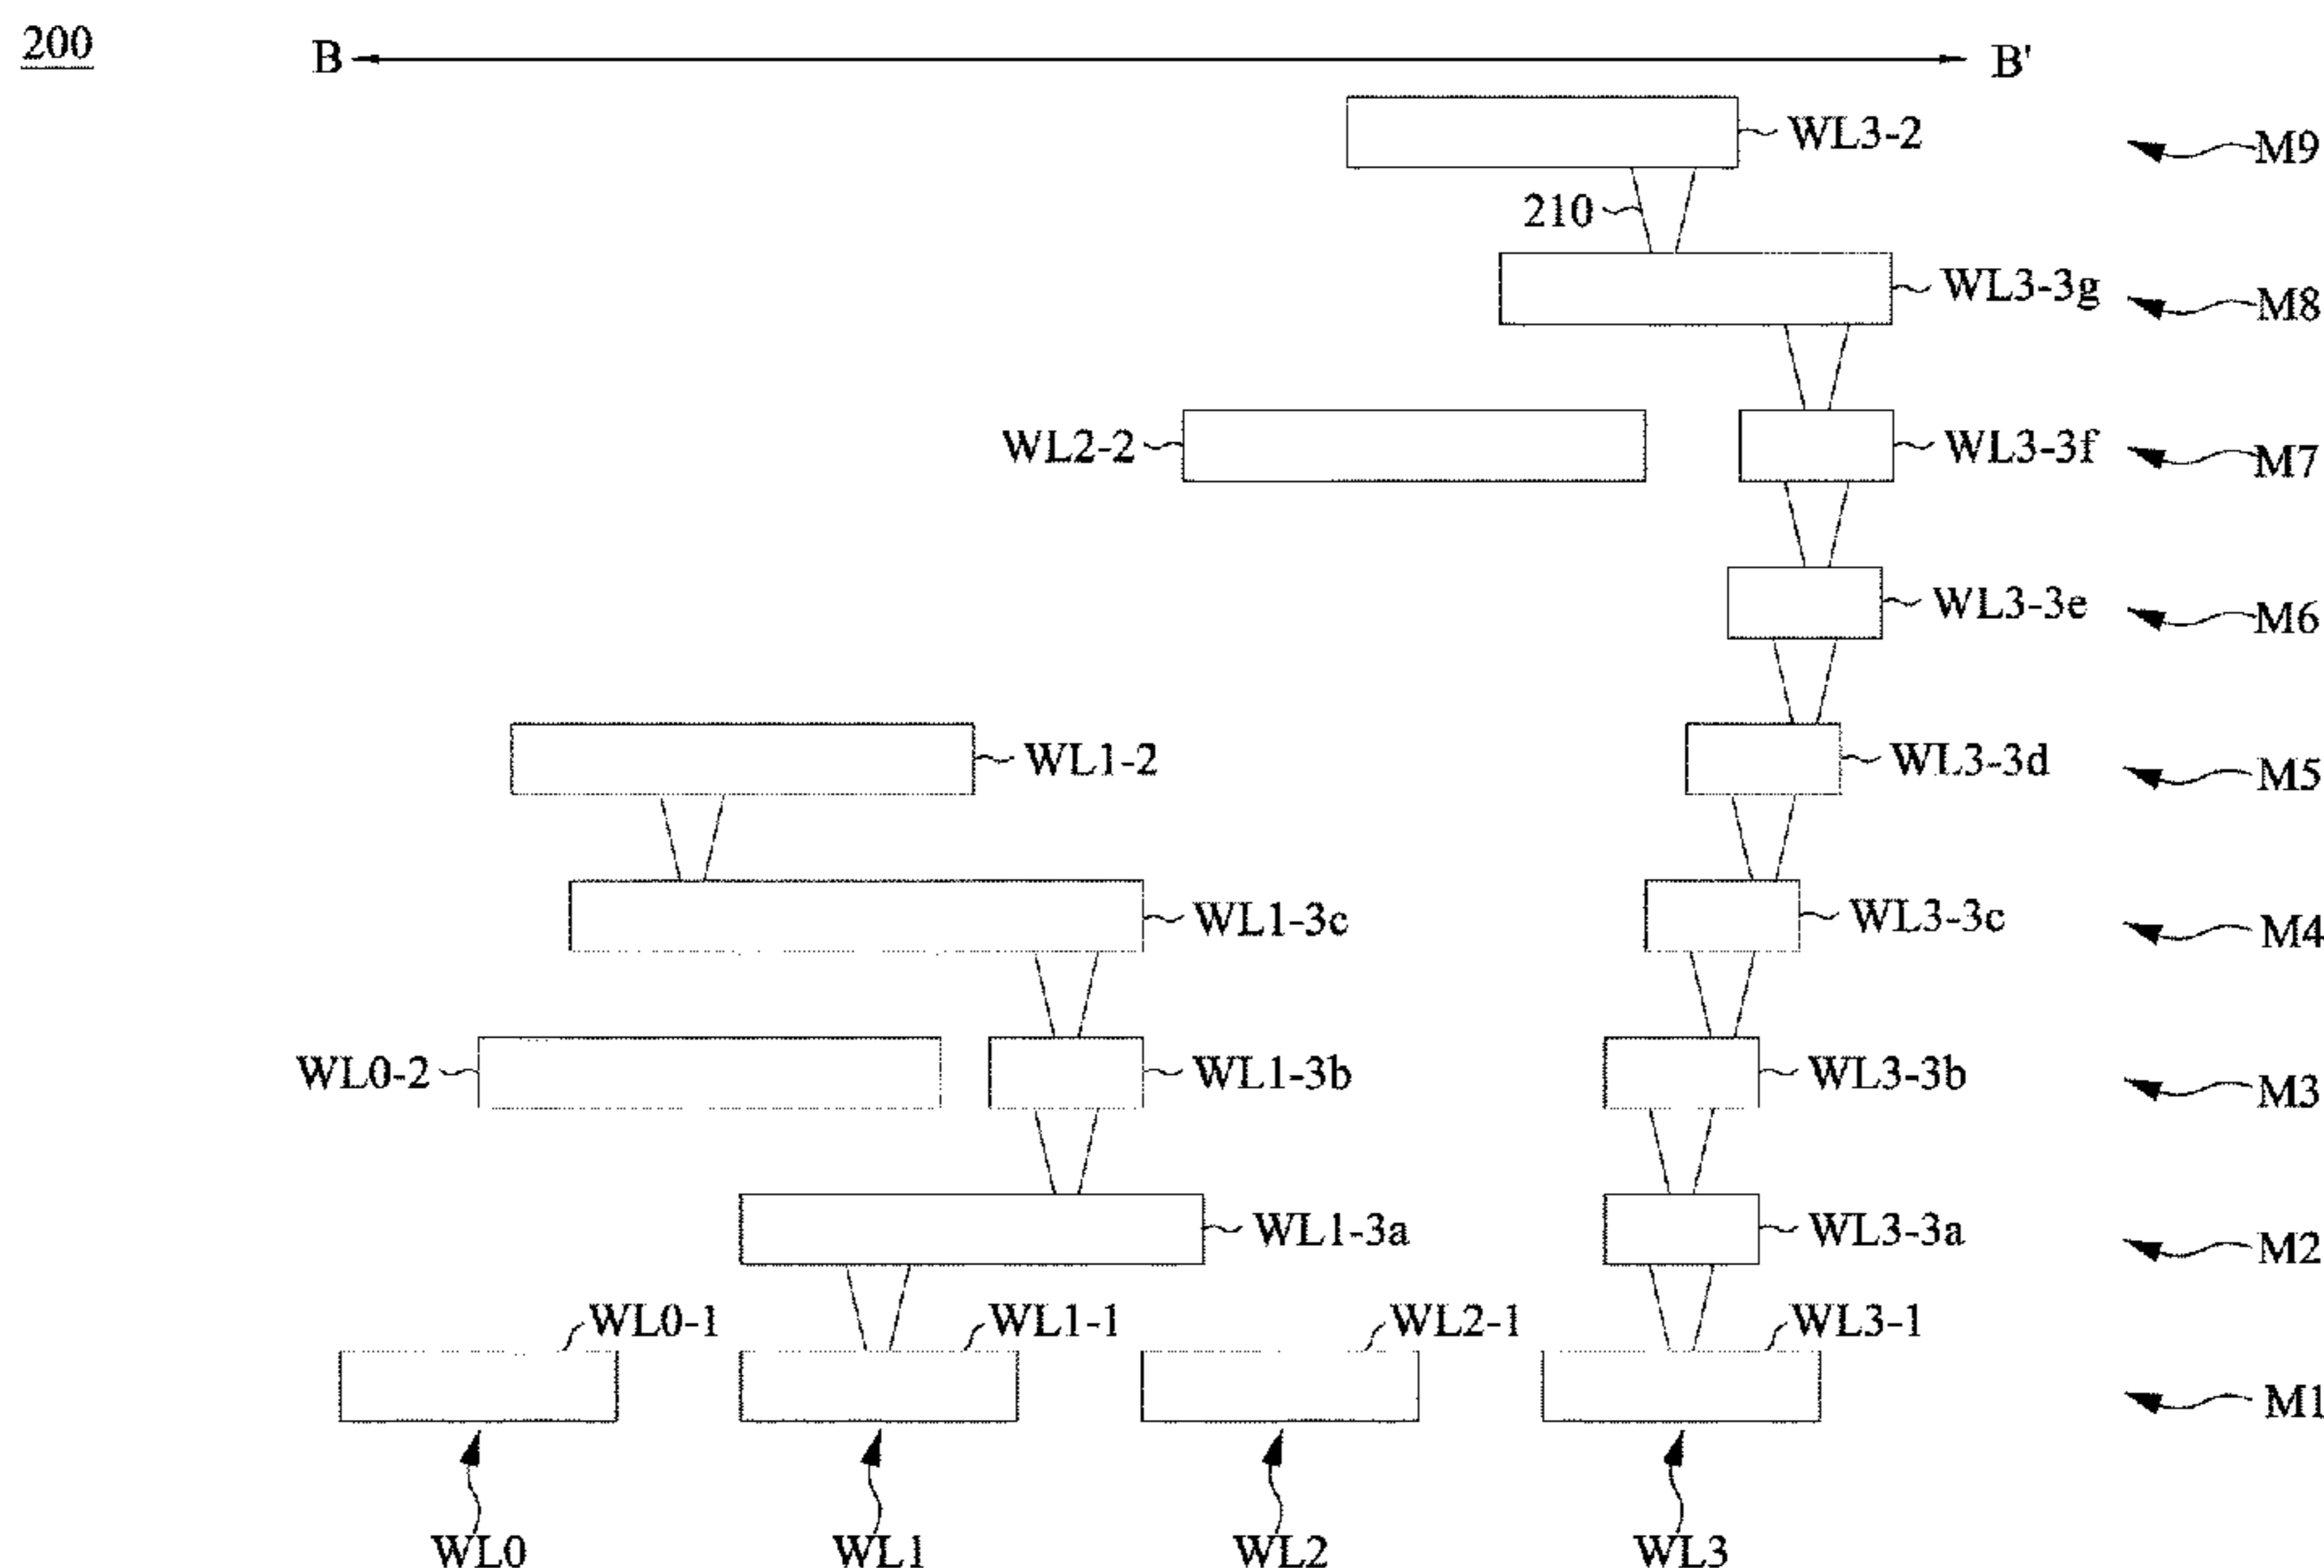 200
B
B'
WL3-2
M9
210
WL3-3g
M8
WL2-2
WL3-3f
M7
WL3-3e
M6
WL1-2
WL3-3d
M5
WL1-3c
WL3-3c
M4
WL0-2
WL1-3b
WL3-3b
M3
WL1-3a
WL3-3a
M2
WL0-1
WL1-1
WL2-1
WL3-1
M1
WL0
WL1
WL2
WL3